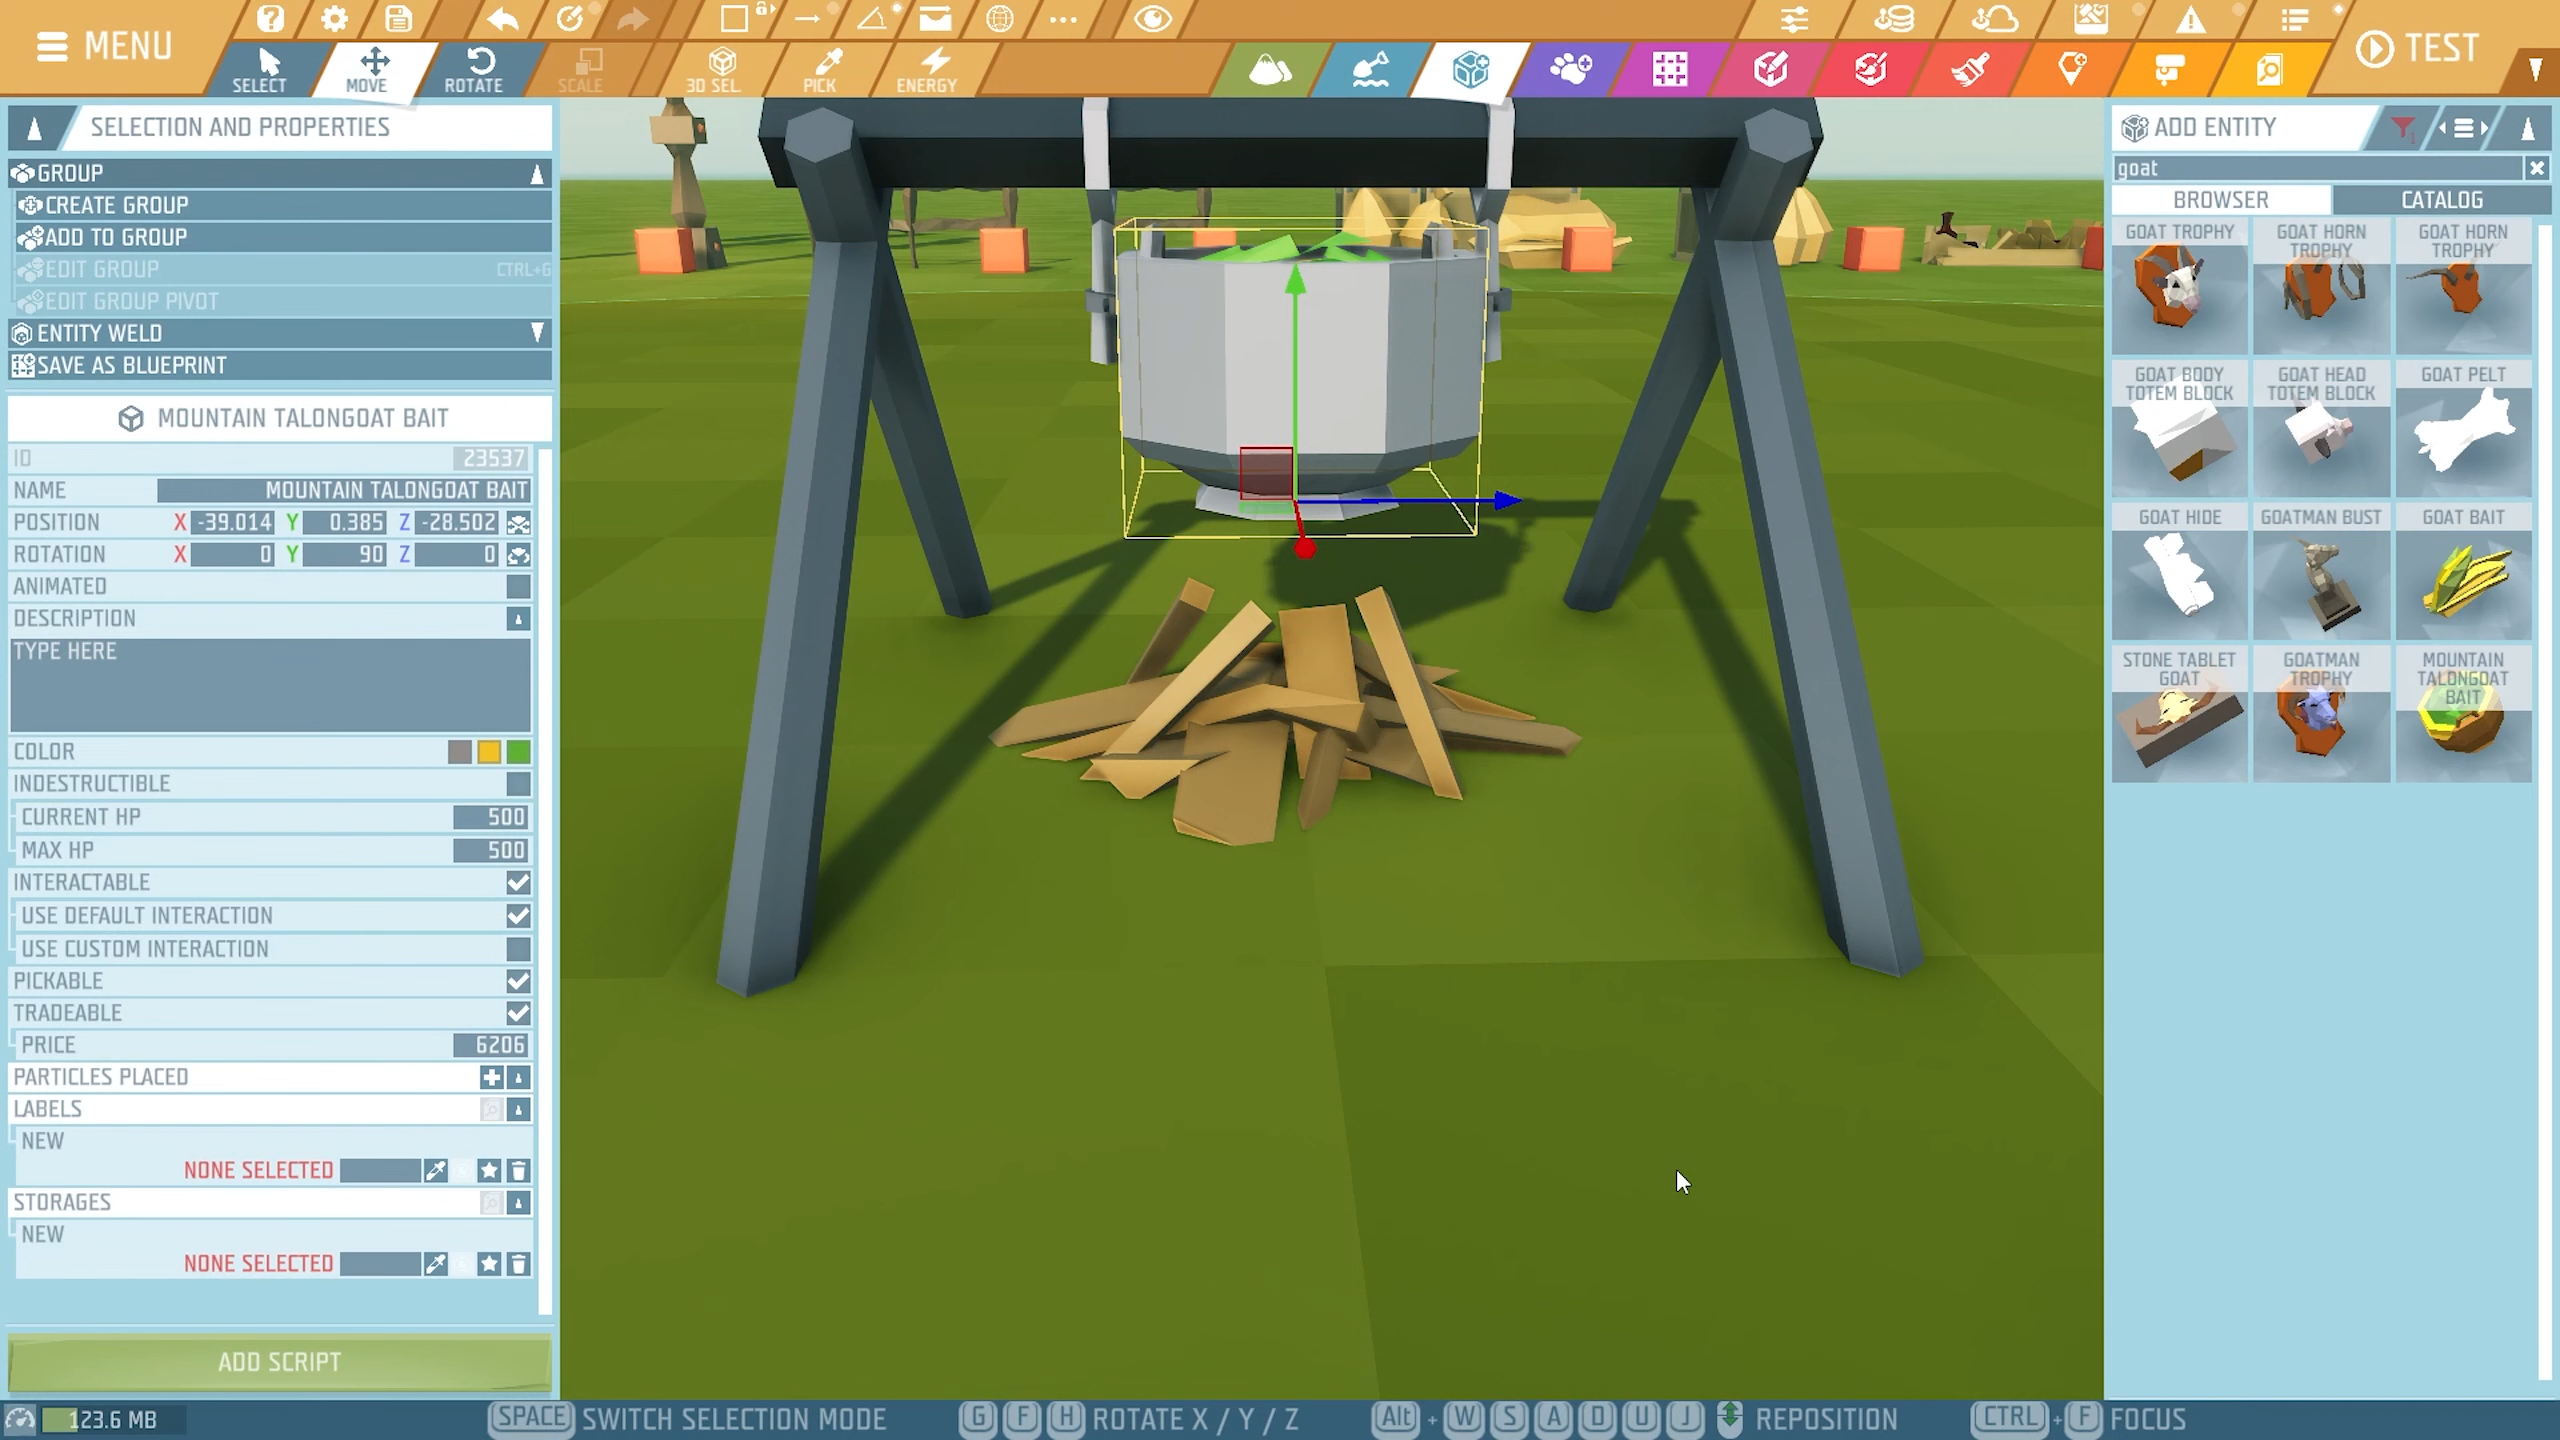 MENU
SELECT
MOVE
ROTATE
SCALE
3D SEL.
PICK
ENERGY
TEST
SELECTION AND PROPERTIES
GROUP
CREATE GROUP
ADD TO GROUP
EDIT GROUP CTRL+G
EDIT GROUP PIVOT
ENTITY WELD
SAVE AS BLUEPRINT
MOUNTAIN TALONGOAT BAIT
ID 23537
NAME MOUNTAIN TALONGOAT BAIT
POSITION X -39.014 Y 0.385 Z -28.502
ROTATION X 0 Y 90 Z 0
ANIMATED
DESCRIPTION
TYPE HERE
COLOR
INDESTRUCTIBLE
CURRENT HP 500
MAX HP 500
INTERACTABLE
USE DEFAULT INTERACTION
USE CUSTOM INTERACTION
PICKABLE
TRADEABLE
PRICE 6206
PARTICLES PLACED
LABELS
NEW
NONE SELECTED
STORAGES
NEW
NONE SELECTED
ADD SCRIPT
ADD ENTITY
1
goat
BROWSER
CATALOG
GOAT TROPHY
GOAT HORN
TROPHY
GOAT HORN
TROPHY
GOAT BODY
TOTEM BLOCK
GOAT HEAD
TOTEM BLOCK
GOAT PELT
GOAT HIDE
GOATMAN BUST
GOAT BAIT
STONE TABLET
GOAT
GOATMAN
TROPHY
MOUNTAIN
TALONGOAT
BAIT
123.6 MB
SPACE SWITCH SELECTION MODE
G F H ROTATE X / Y / Z
Alt + W S A D U J REPOSITION
CTRL + F FOCUS